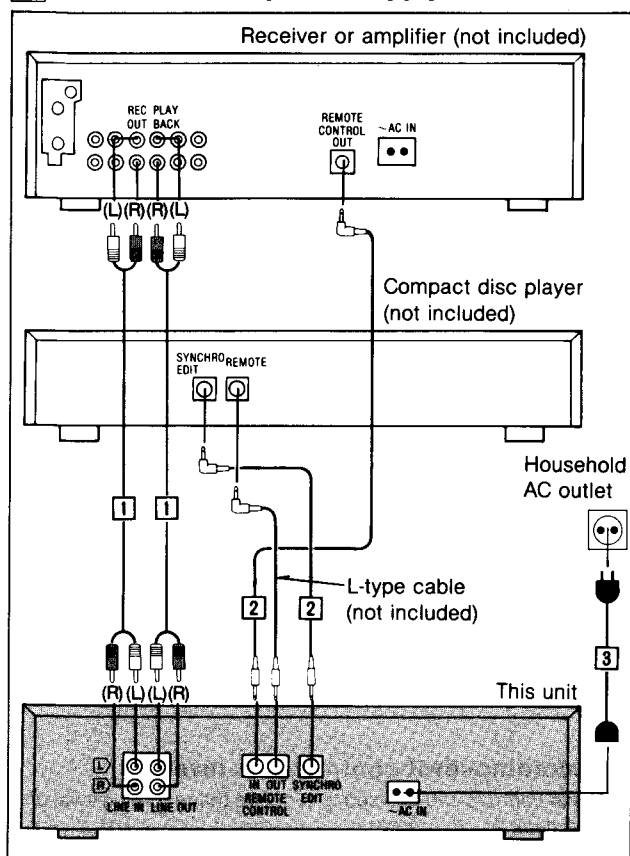 Receiver or amplifier (not included)
REC PLAY
OUT BACK
REMOTE
CONTROL
OUT
~AC IN
(L)(R)(R)(L)
Compact disc player
(not included)
SYNCHRO REMOTE
EDIT
Household
AC outlet
1
1
2
2
L-type cable
(not included)
3
(R)(L)(L)(R)
This unit
L
R
LINE IN LINE OUT
IN OUT
REMOTE
CONTROL
SYNCHRO
EDIT
~AC IN